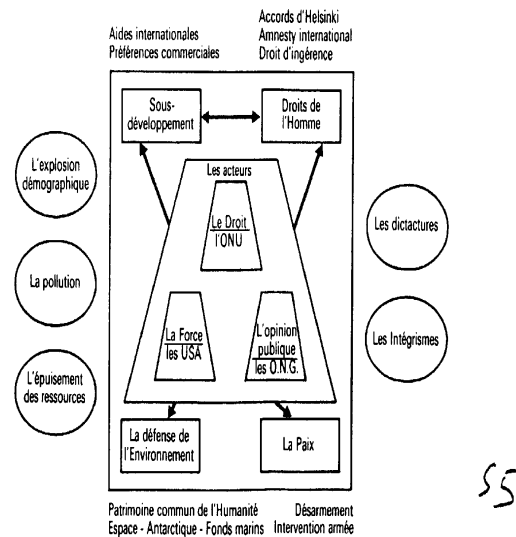 Aides internationales
Préférences commerciales
Accords d'Helsinki
Amnesty international
Droit d'ingérence
Sous-
développement
Droits de
l'Homme
L'explosion
démographique
La pollution
L'épuisement
des ressources
Les acteurs
Le Droit
l'ONU
La Force
les USA
L'opinion
publique
les O.N.G.
Les dictactures
Les Intégrismes
La défense de
l'Environnement
La Paix
Patrimoine commun de l'Humanité
Espace - Antarctique - Fonds marins
Désarmement
Intervention armée
55